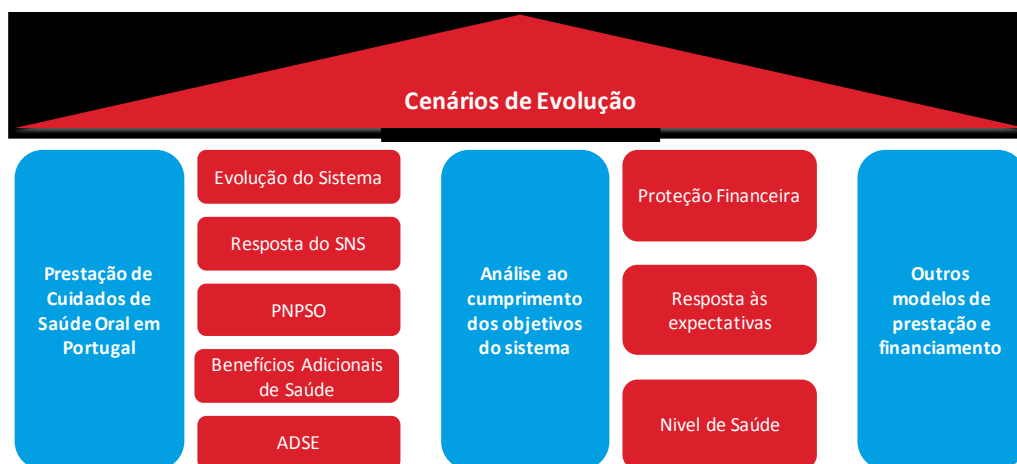 Cenários de Evolução
Prestação de
Cuidados de
Saúde Oral em
Portugal
Evolução do Sistema
Resposta do SNS
PNPSO
Benefícios Adicionais
de Saúde
ADSE
Análise ao
cumprimento
dos objetivos
do sistema
Proteção Financeira
Resposta às
expectativas
Nivel de Saúde
Outros
modelos de
prestação e
financiamento